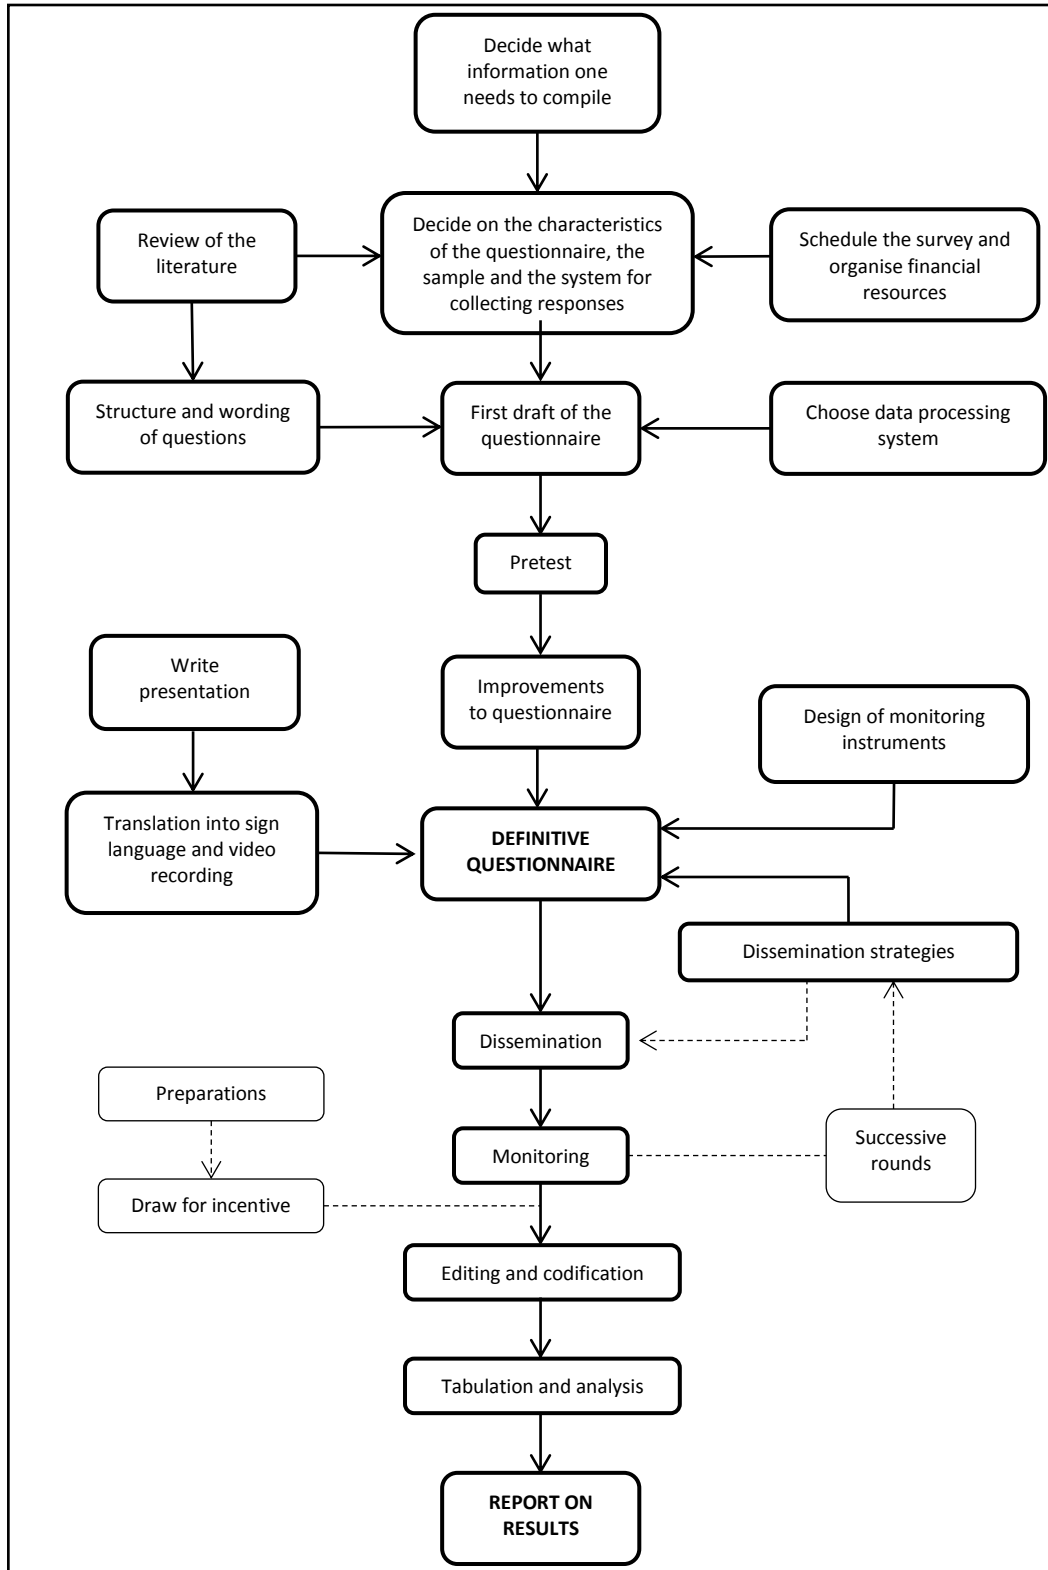 Decide what
information one
needs to compile
Review of the
literature
Decide on the characteristics
of the questionnaire, the
sample and the system for
collecting responses
Schedule the survey and
organise financial
resources
Structure and wording
of questions
First draft of the
questionnaire
Choose data processing
system
Pretest
Write
presentation
Improvements
to questionnaire
Design of monitoring
instruments
Translation into sign
language and video
recording
DEFINITIVE
QUESTIONNAIRE
Dissemination strategies
Dissemination
Preparations
Monitoring
Successive
rounds
Draw for incentive
Editing and codification
Tabulation and analysis
REPORT ON
RESULTS